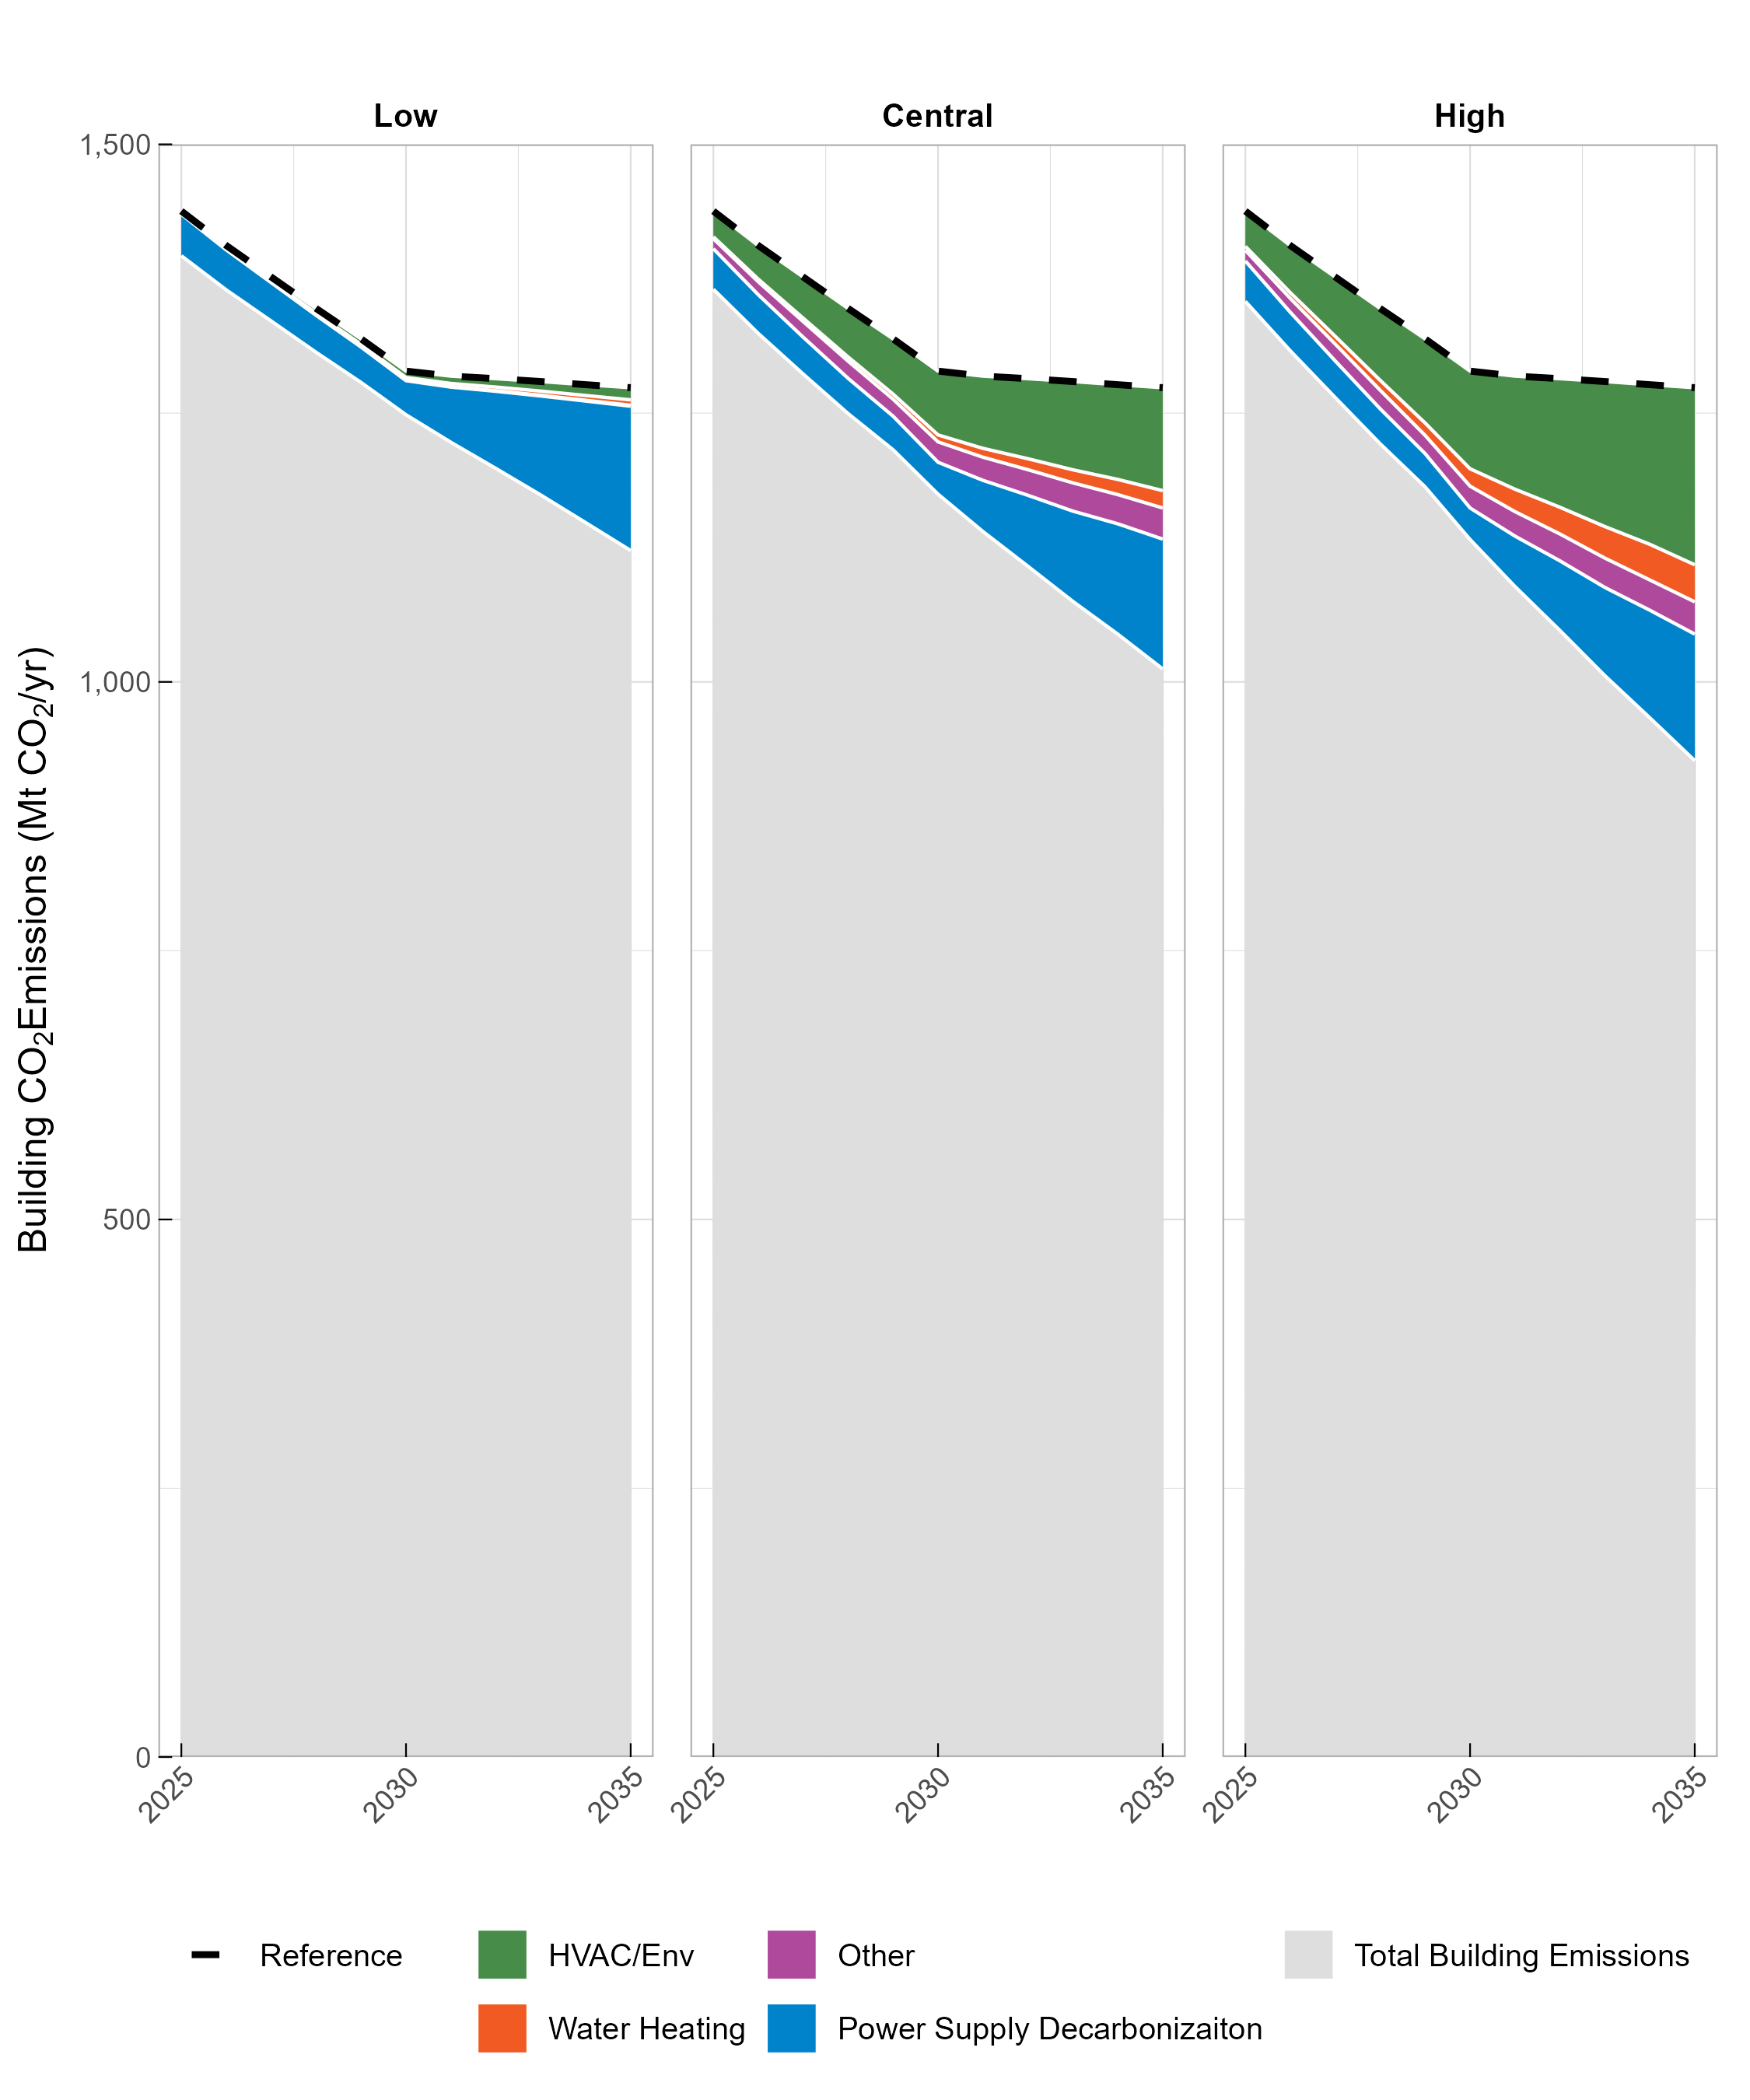 Low
Central
High
1,500
1,000
500
0
Building CO₂Emissions (Mt CO₂/yr)
2025
2030
2035
2025
2030
2035
2025
2030
2035
Reference
HVAC/Env
Other
Total Building Emissions
Water Heating
Power Supply Decarbonizaiton